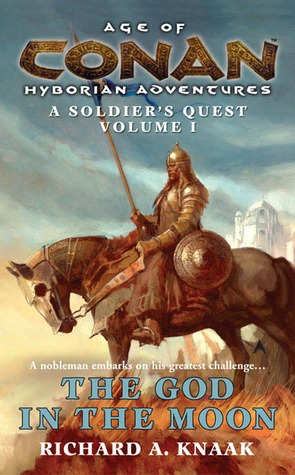 AGE OF
CONAN™
HYBORIAN ADVENTURES
A SOLDIER'S QUEST
VOLUME I
A nobleman embarks on his greatest challenge...
THE GOD
IN THE MOON
RICHARD A. KNAAK